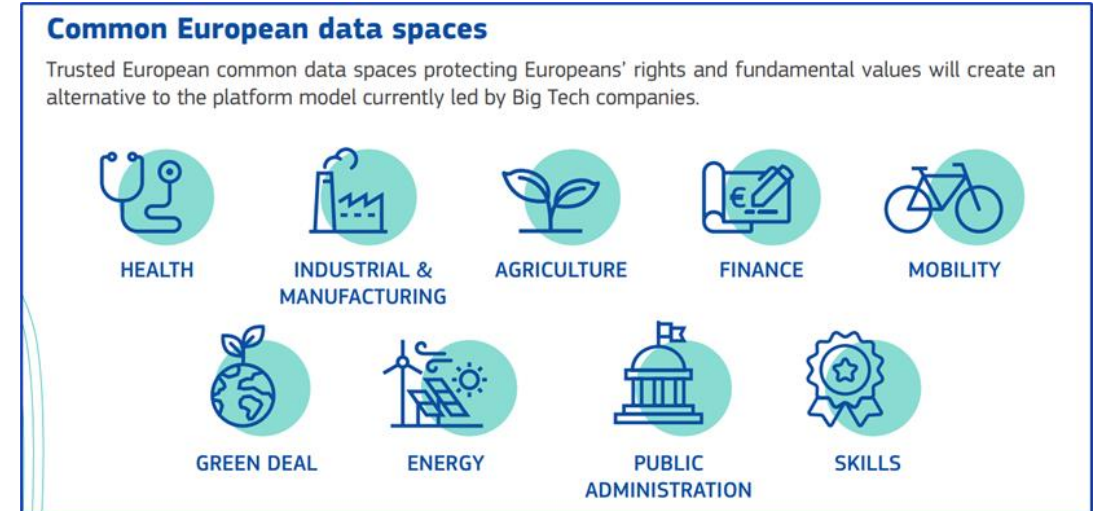 Common European data spaces
Trusted European common data spaces protecting Europeans' rights and fundamental values will create an
alternative to the platform model currently led by Big Tech companies.
HEALTH
INDUSTRIAL &
MANUFACTURING
AGRICULTURE
FINANCE
MOBILITY
GREEN DEAL
ENERGY
PUBLIC
ADMINISTRATION
SKILLS